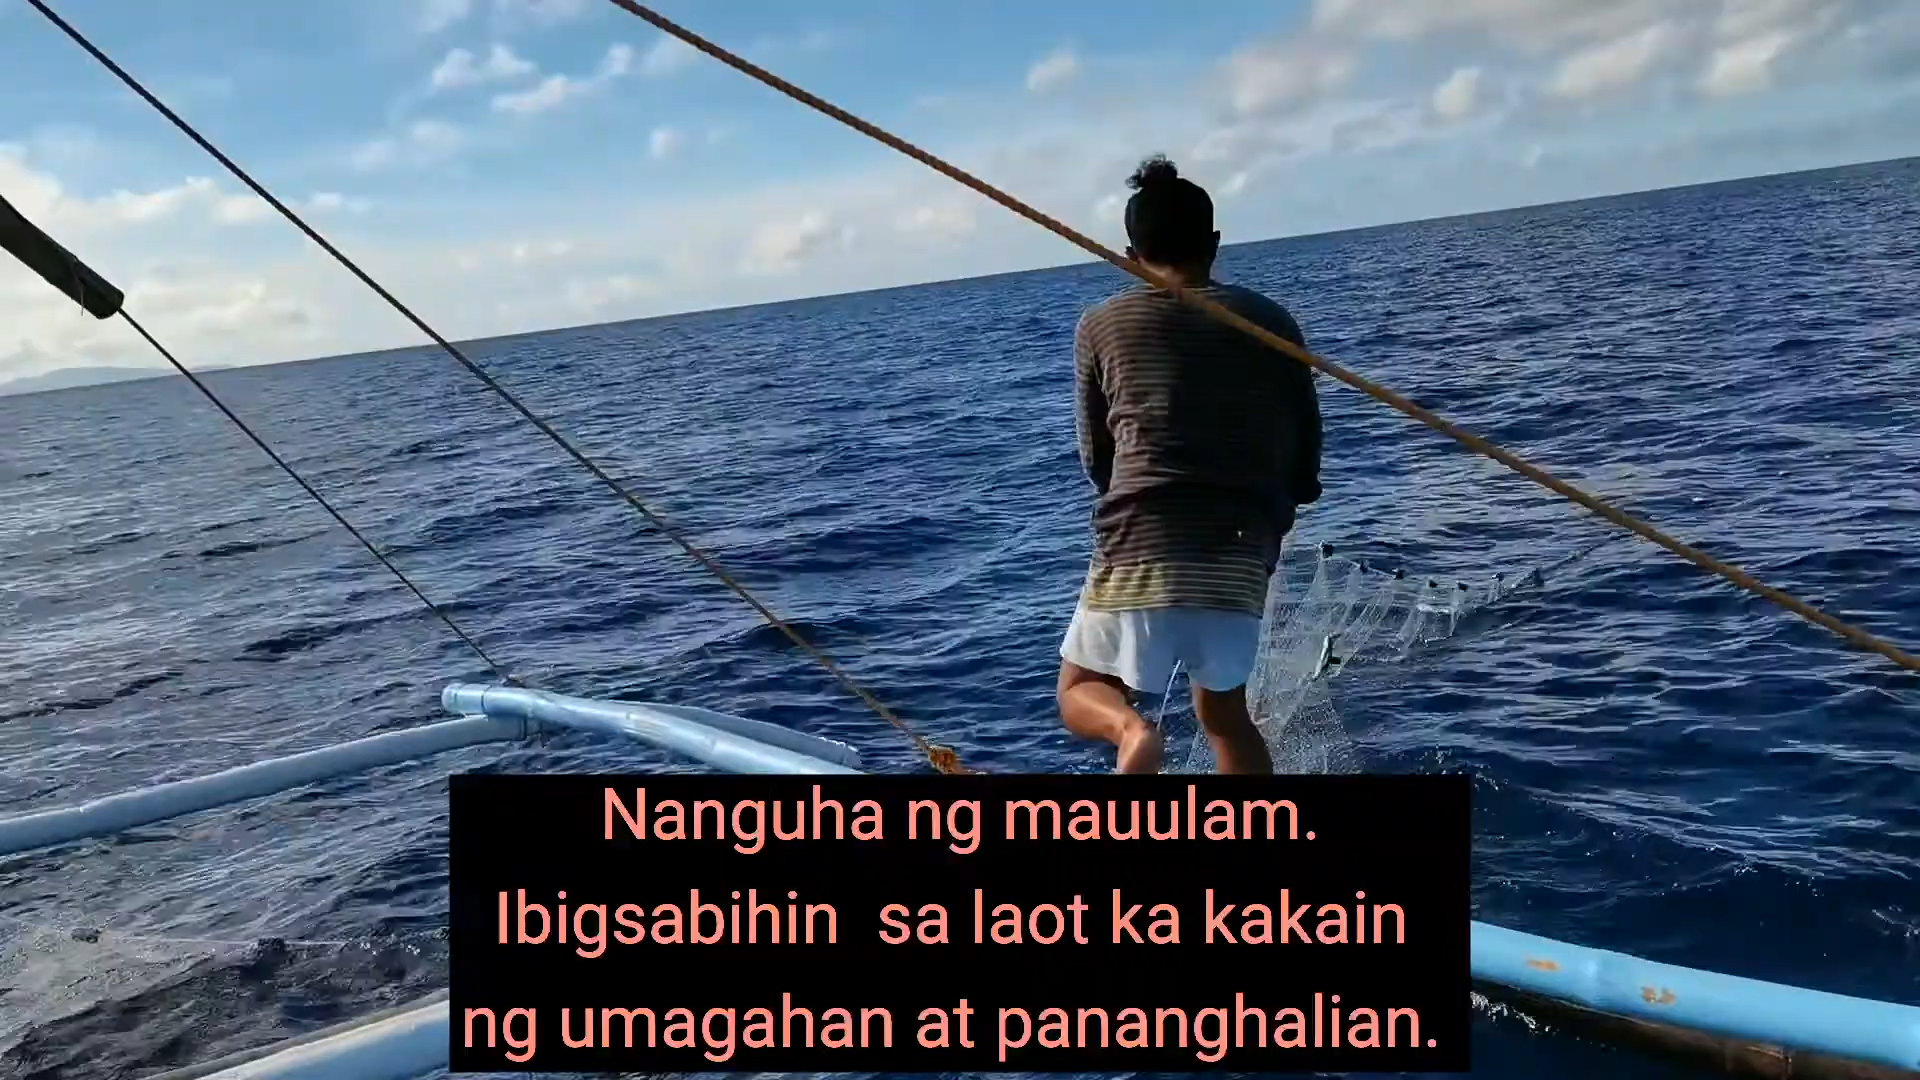 Nanguha ng mauulam.
Ibigsabihin sa laot ka kakain
ng umagahan at pananghalian.